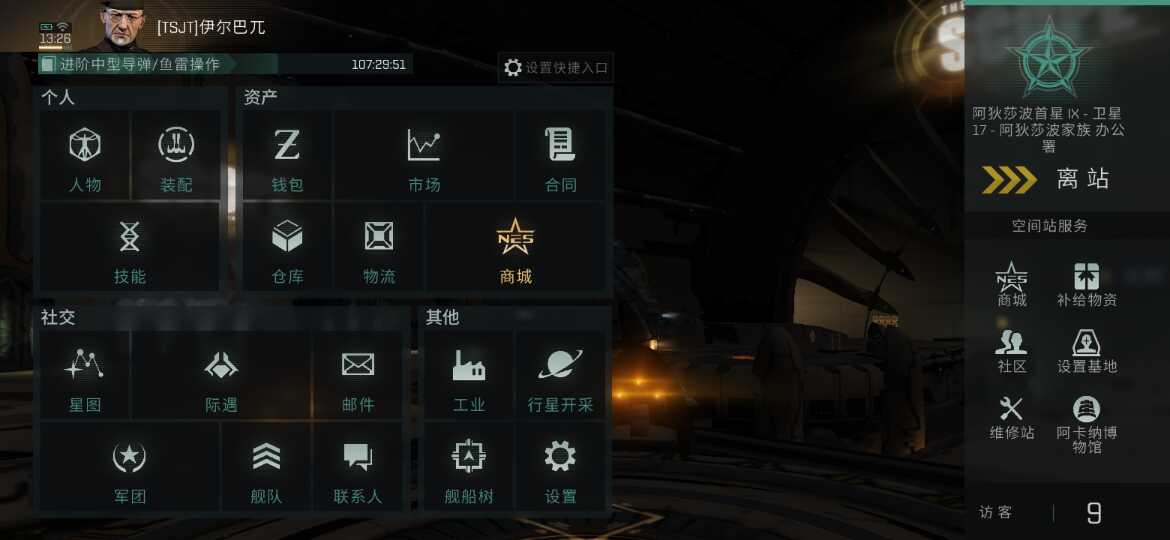 [TSJT]伊尔巴兀
13:26
进阶中型导弹/鱼雷操作 107:29:51
设置快捷入口
个人
人物
装配
技能
资产
钱包
市场
合同
仓库
物流
NES
商城
社交
星图
际遇
邮件
军团
舰队
联系人
其他
工业
行星开采
舰船树
设置
THE
阿狄莎波首星 IX - 卫星
17 - 阿狄莎波家族 办公
署
离站
空间站服务
NES
商城
补给物资
社区
设置基地
维修站
阿卡纳博
物馆
访客 9